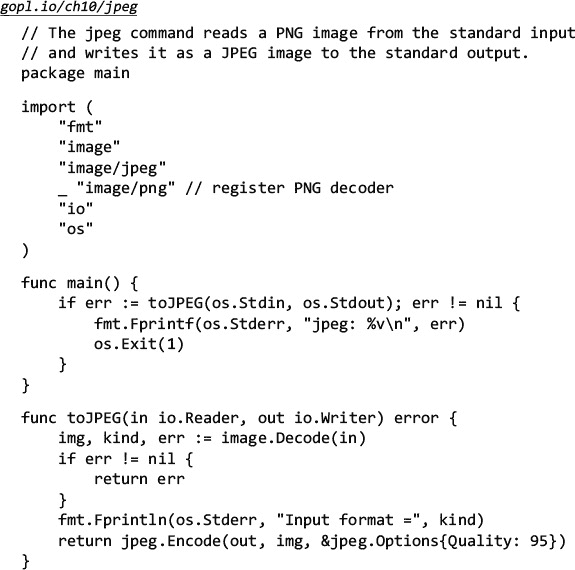 gopl.io/ch10/jpeg
// The jpeg command reads a PNG image from the standard input
// and writes it as a JPEG image to the standard output.
package main
import (
    "fmt"
    "image"
    "image/jpeg"
    _ "image/png" // register PNG decoder
    "io"
    "os"
)
func main() {
    if err := toJPEG(os.Stdin, os.Stdout); err != nil {
        fmt.Fprintf(os.Stderr, "jpeg: %v\n", err)
        os.Exit(1)
    }
}
func toJPEG(in io.Reader, out io.Writer) error {
    img, kind, err := image.Decode(in)
    if err != nil {
        return err
    }
    fmt.Fprintln(os.Stderr, "Input format =", kind)
    return jpeg.Encode(out, img, &jpeg.Options{Quality: 95})
}